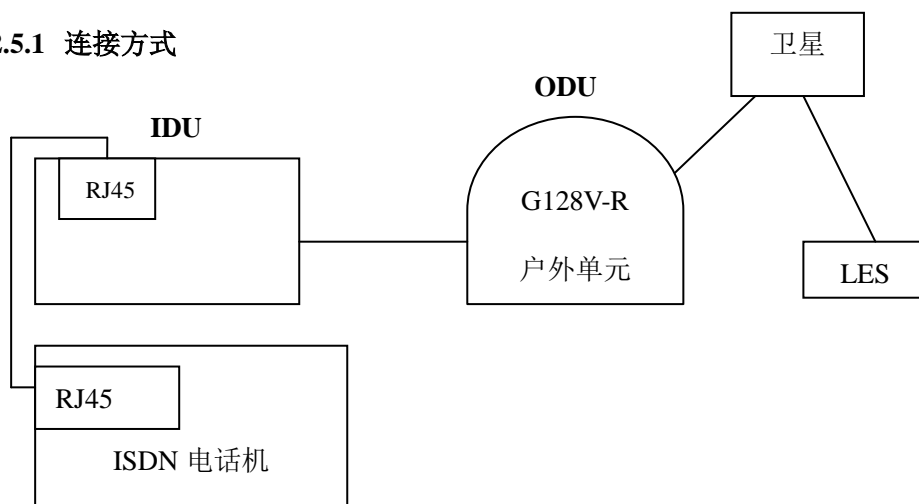 2.5.1 连接方式
卫星
ODU
IDU
RJ45
G128V-R
户外单元
LES
RJ45
ISDN 电话机